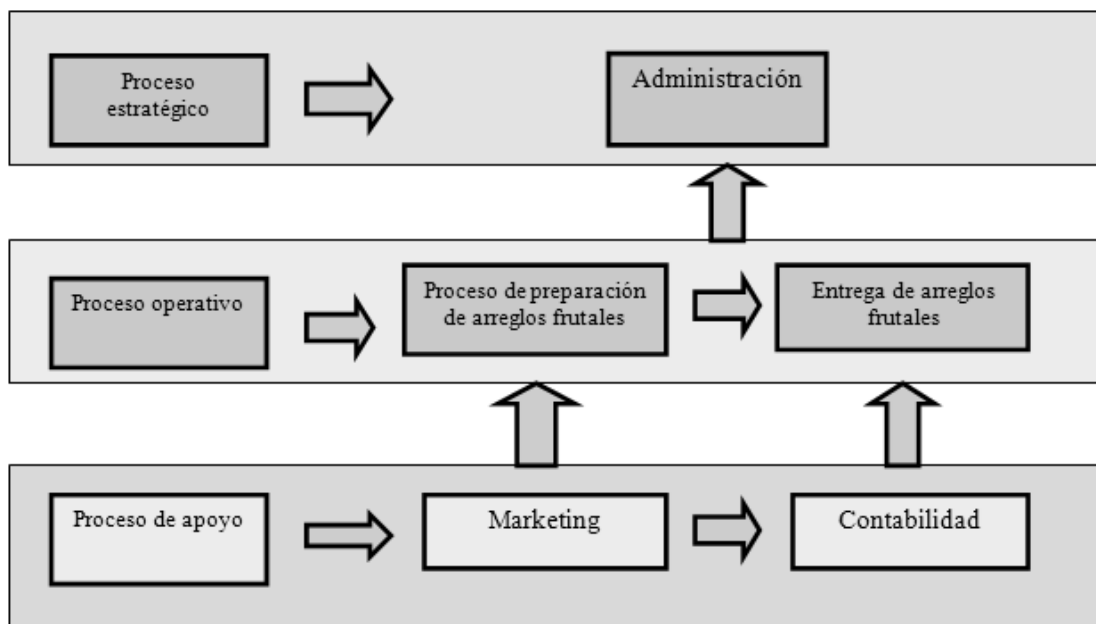 Proceso
estratégico
Administración
Proceso operativo
Proceso de preparación
de arreglos frutales
Entrega de arreglos
frutales
Proceso de apoyo
Marketing
Contabilidad